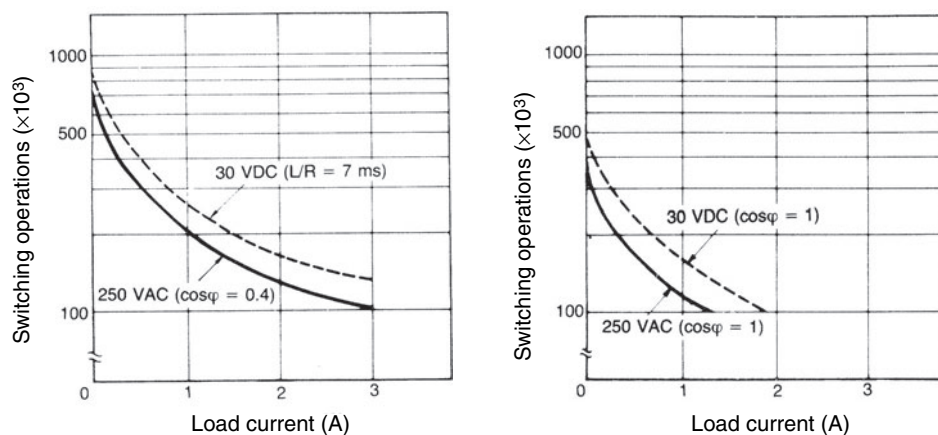 Switching operations (×10³)
1000
500
100
0
1
2
3
30 VDC (L/R = 7 ms)
250 VAC (cosφ = 0.4)
Load current (A)
Switching operations (×10³)
1000
500
100
0
1
2
3
30 VDC (cosφ = 1)
250 VAC (cosφ = 1)
Load current (A)